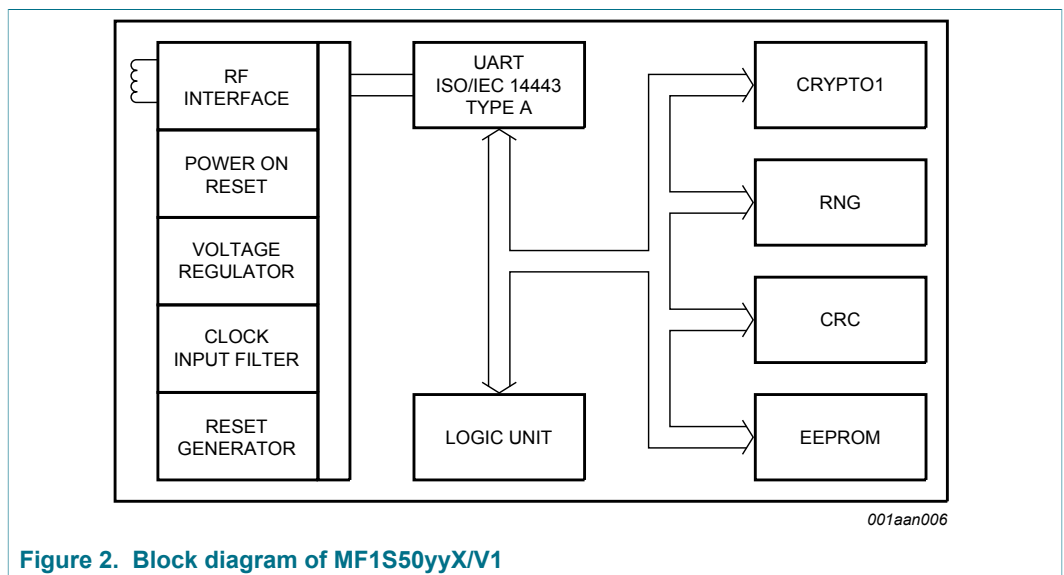 RF
INTERFACE
POWER ON
RESET
VOLTAGE
REGULATOR
CLOCK
INPUT FILTER
RESET
GENERATOR
UART
ISO/IEC 14443
TYPE A
LOGIC UNIT
CRYPTO1
RNG
CRC
EEPROM
001aan006
Figure 2. Block diagram of MF1S50yyX/V1